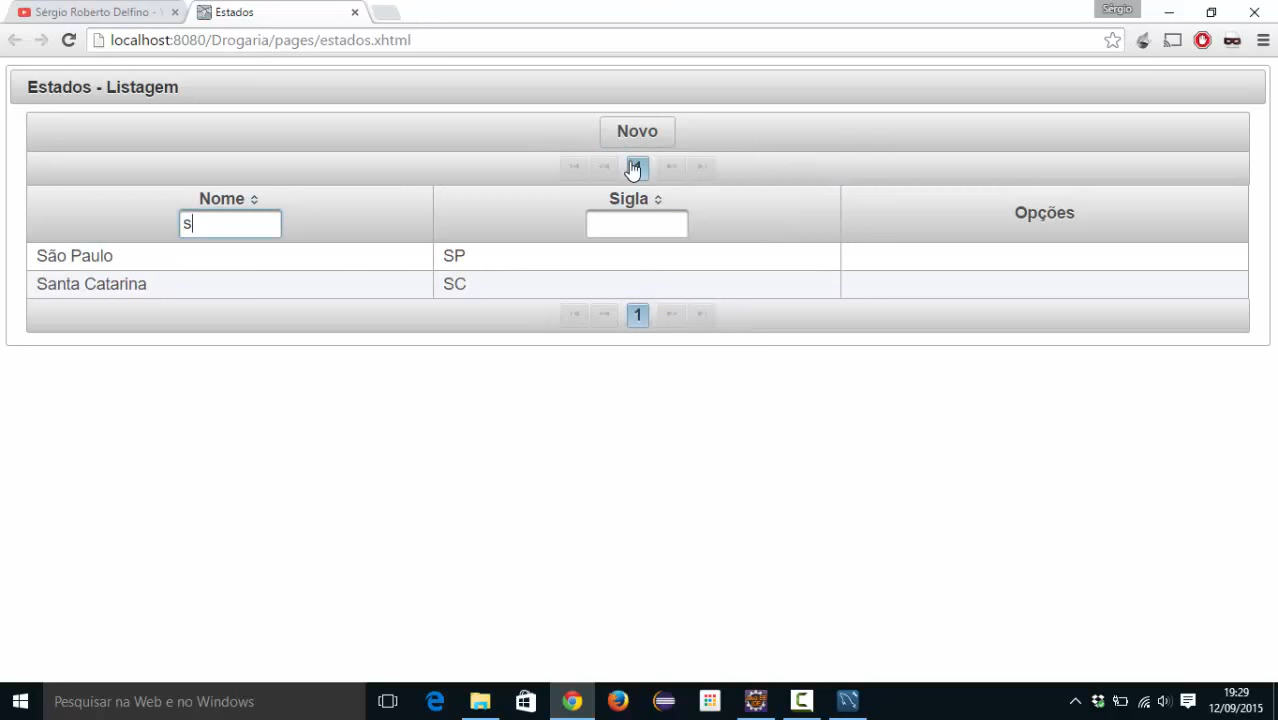 Sérgio Roberto Delfino -
Estados
Sérgio
localhost:8080/Drogaria/pages/estados.xhtml
Estados - Listagem
Novo
Nome Sigla Opções
s
São Paulo SP
Santa Catarina SC
1
Pesquisar na Web e no Windows
19:29
12/09/2015